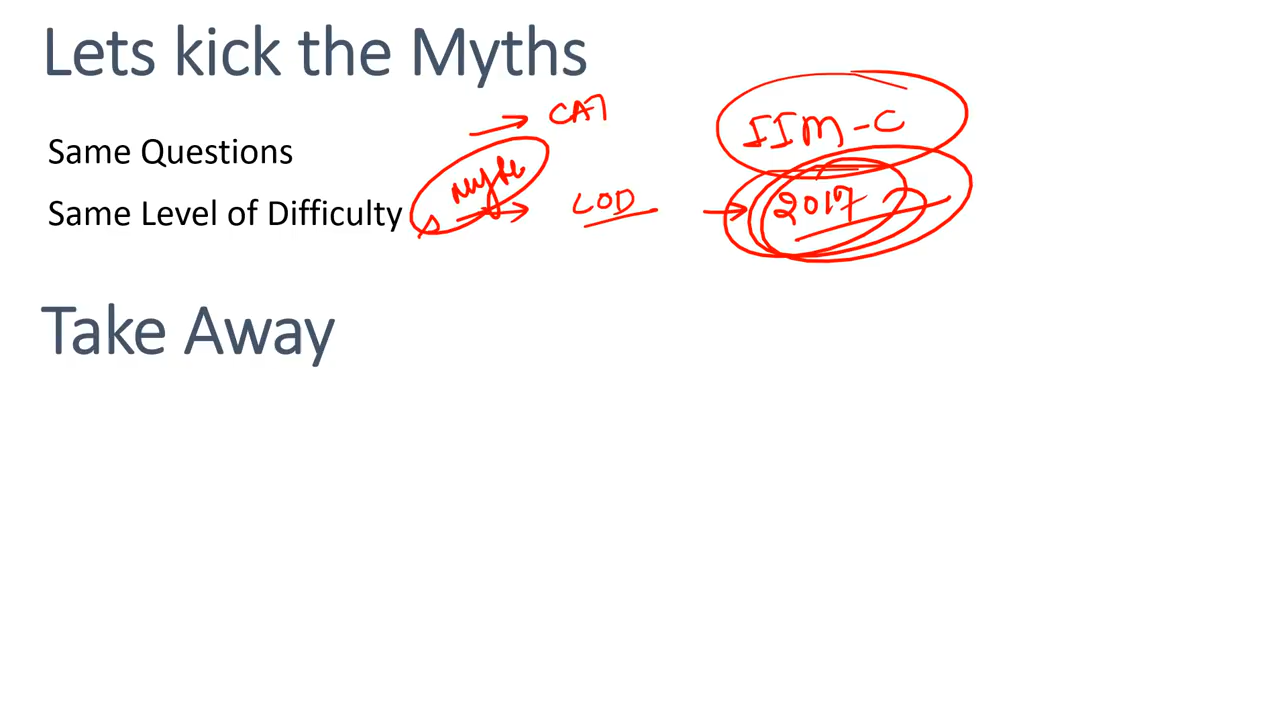 Lets kick the Myths
CAT
IIM-C
Same Questions
Myth
Same Level of Difficulty
LOD
2017
Take Away